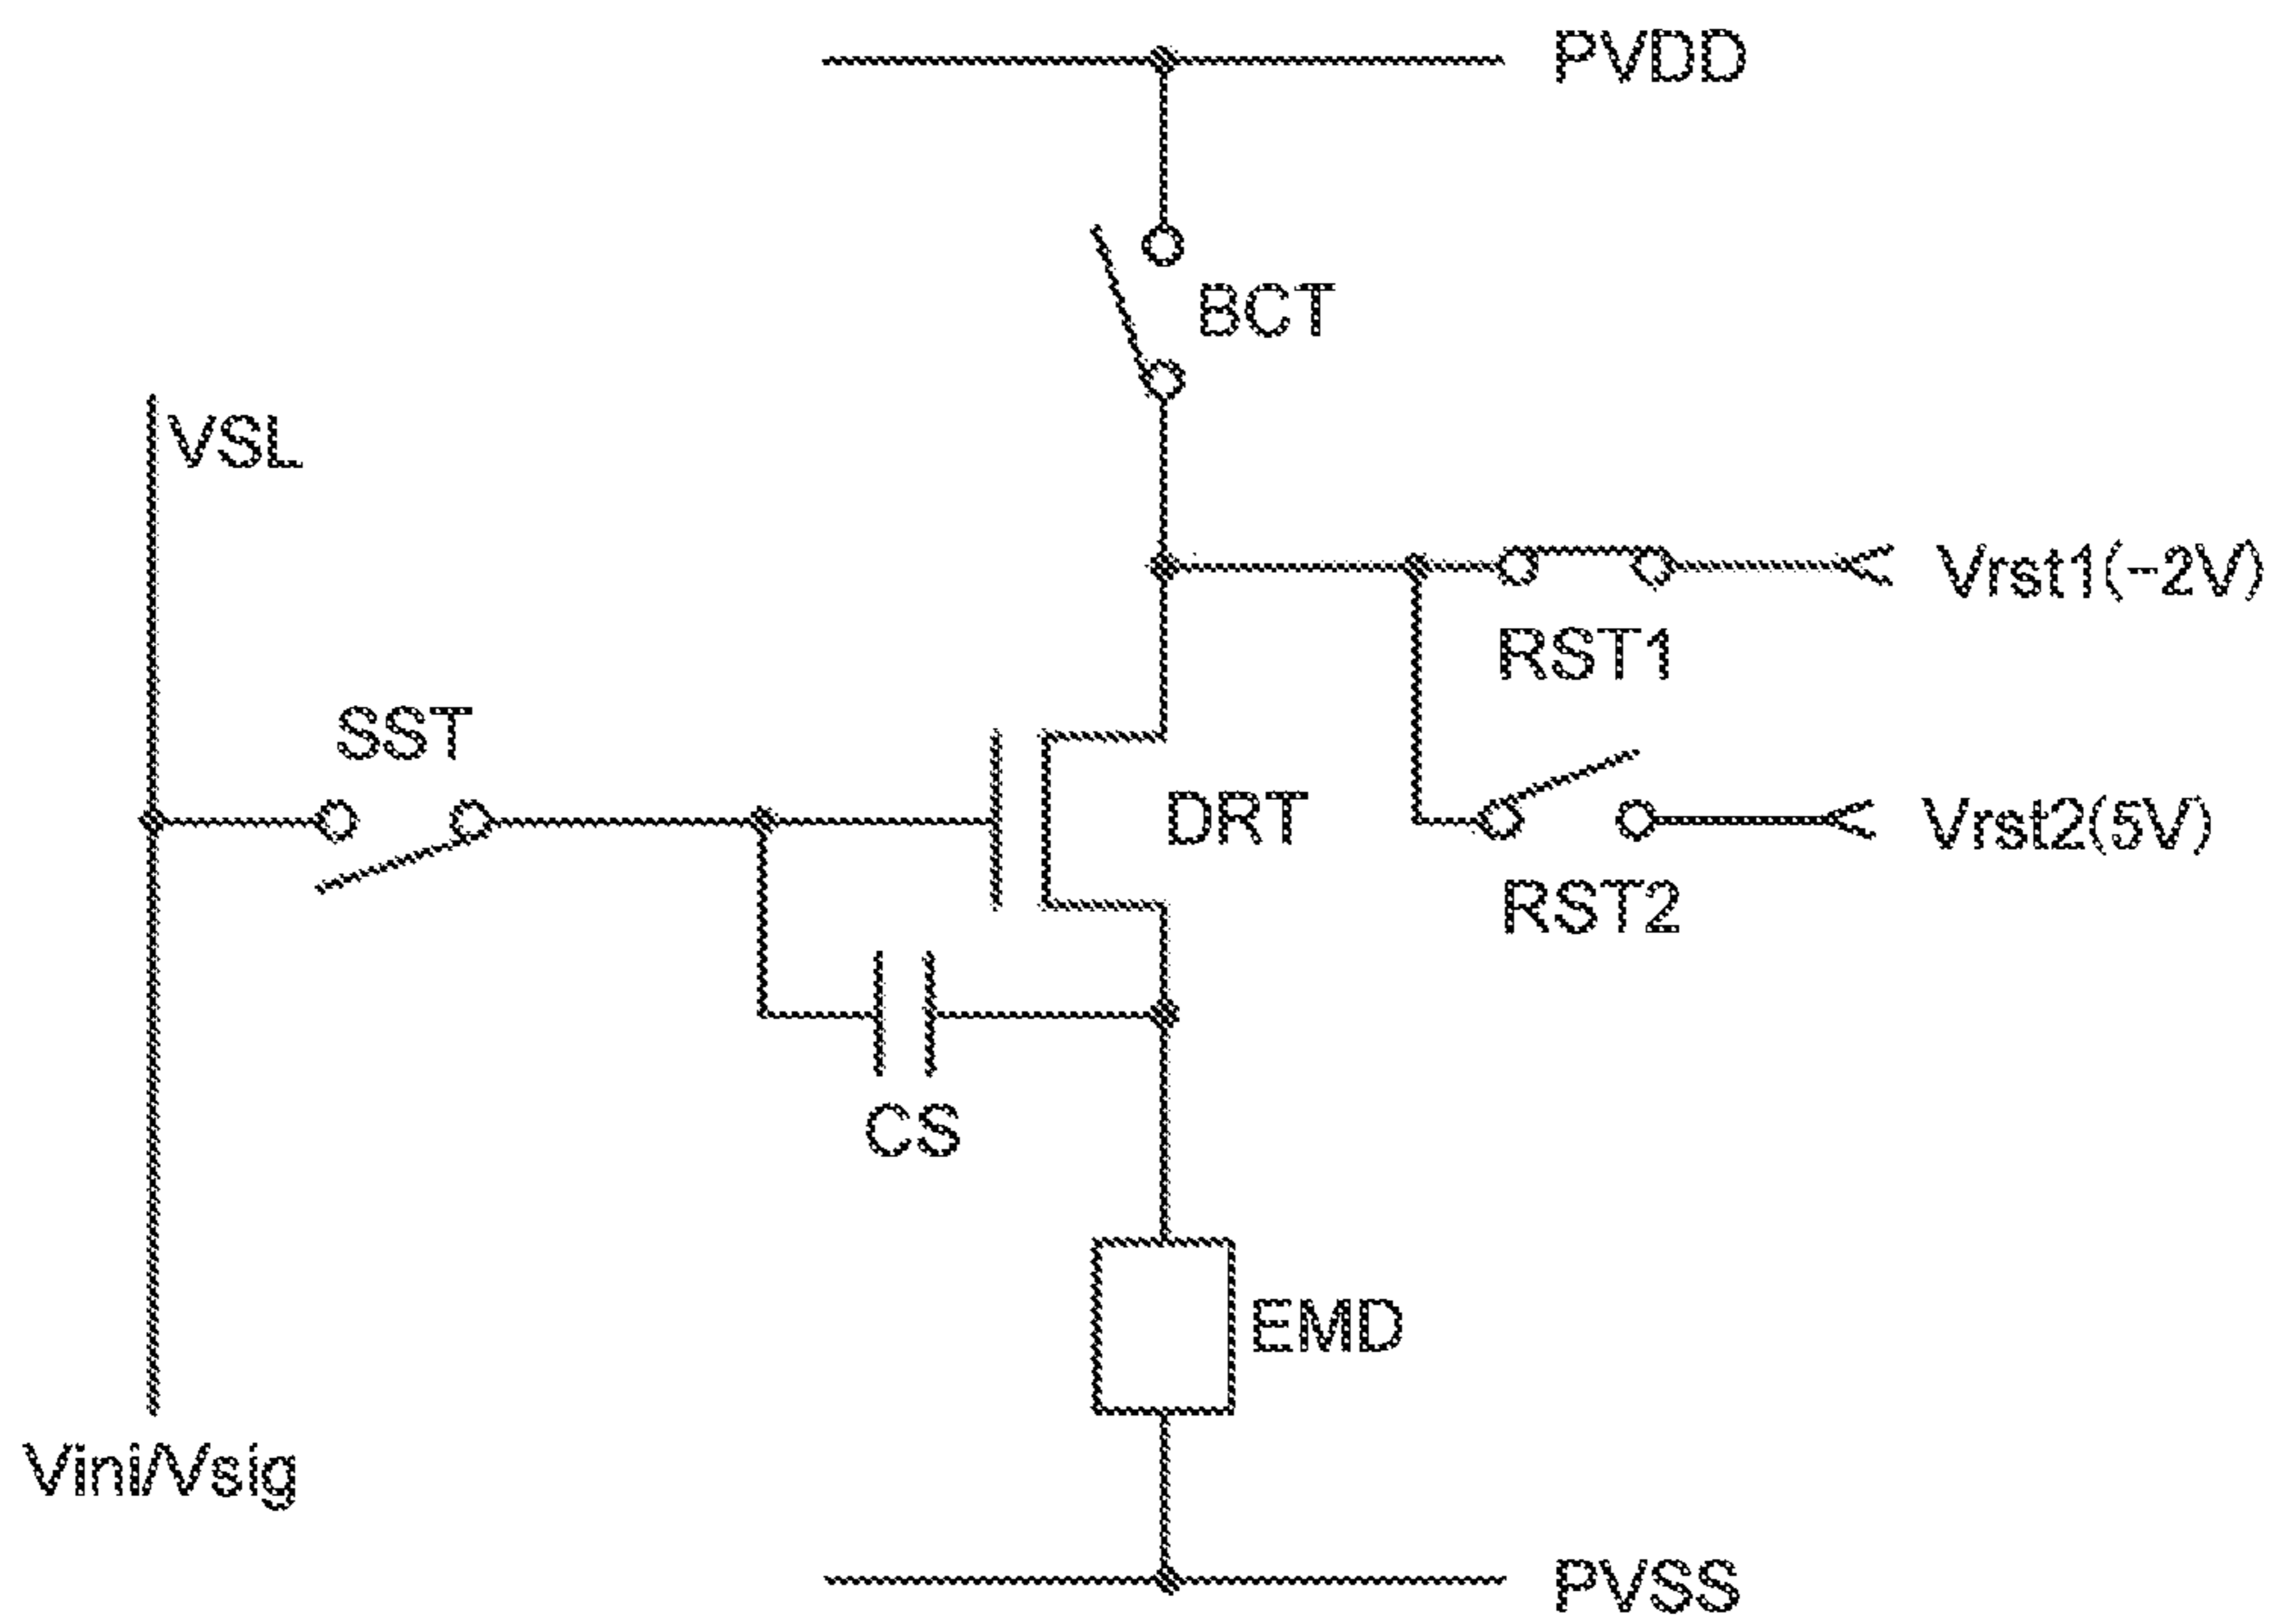 PVDD
BCT
VSL
Vrst1(-2V)
RST1
SST
DRT
Vrst2(5V)
RST2
CS
EMD
Vini/Vsig
PVSS